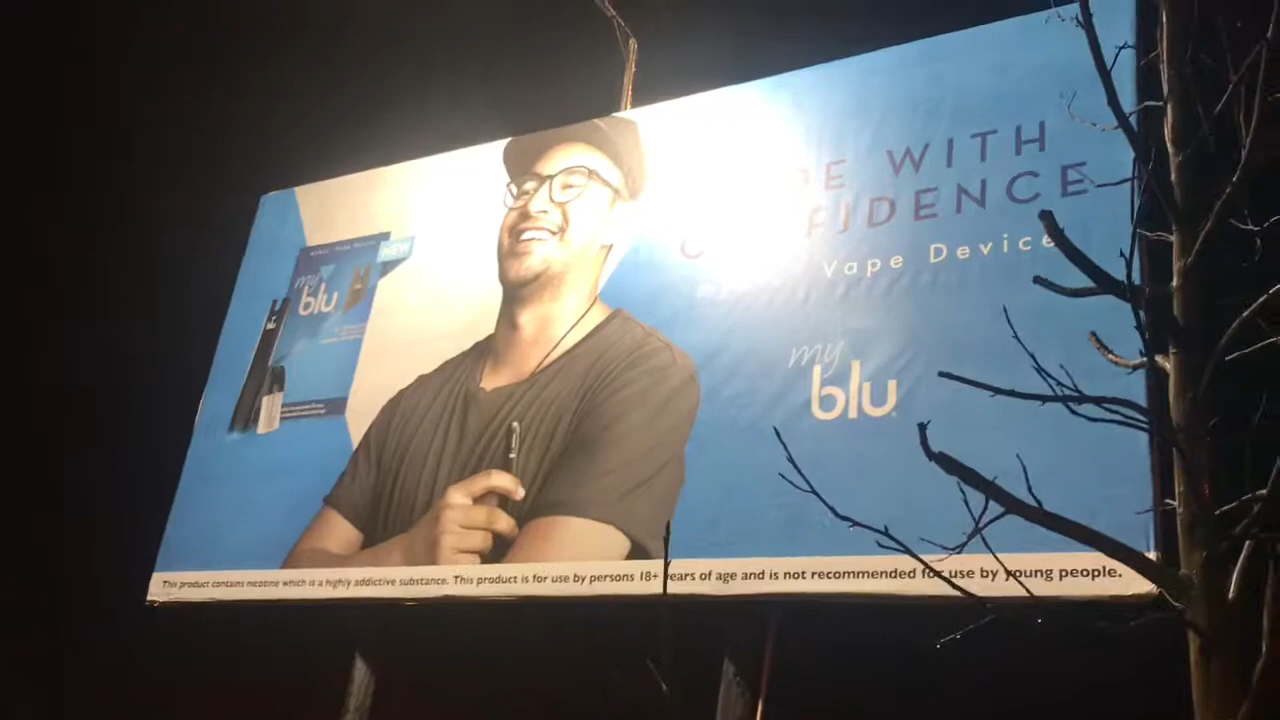 WITH
Vape Device
my
blu
NEW
my
blu
blu
This product contains nicotine which is a highly addictive substance. This product is for use by persons 18+ years of age and is not recommended for use by young people.